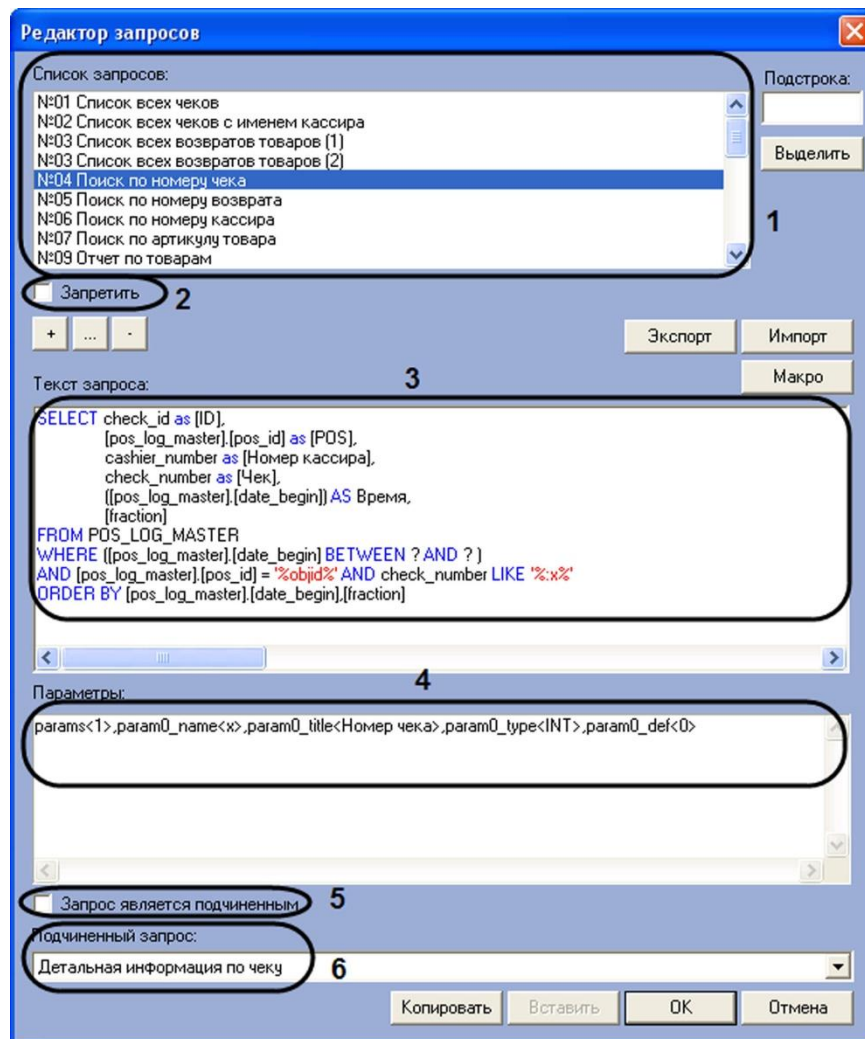 Редактор запросов
Список запросов:
Подстрока:
№01 Список всех чеков
№02 Список всех чеков с именем кассира
№03 Список всех возвратов товаров (1)
№03 Список всех возвратов товаров (2)
Выделить
№04 Поиск по номеру чека
№05 Поиск по номеру возврата
№06 Поиск по номеру кассира
1
№07 Поиск по артикулу товара
№09 Отчет по товарам
Запретить
2
+ ... -
Экспорт
Импорт
Макро
Текст запроса:
3
SELECT check_id as [ID],
[pos_log_master].[pos_id] as [POS],
cashier_number as [Номер кассира],
check_number as [Чек],
([pos_log_master].[date_begin]) AS Время,
[fraction]
FROM POS_LOG_MASTER
WHERE ([pos_log_master].[date_begin] BETWEEN ? AND ? )
AND [pos_log_master].[pos_id] = '%objid%' AND check_number LIKE '%:x%'
ORDER BY [pos_log_master].[date_begin],[fraction]
4
Параметры:
params<1>,param0_name<x>,param0_title<Номер чека>,param0_type<INT>,param0_def<0>
Запрос является подчиненным
5
Подчиненный запрос:
Детальная информация по чеку
6
Копировать
Вставить
OK
Отмена